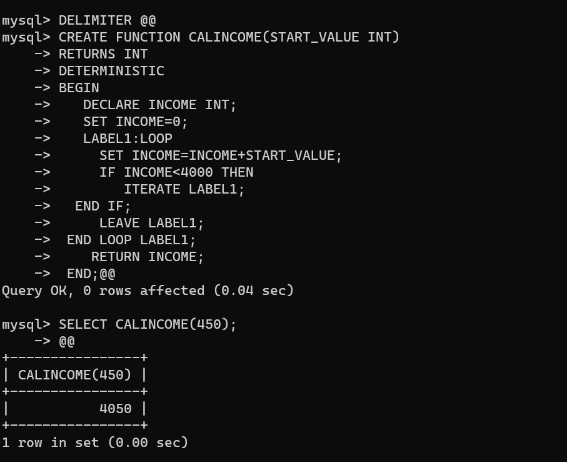 mysql> DELIMITER @@
mysql> CREATE FUNCTION CALINCOME(START_VALUE INT)
    -> RETURNS INT
    -> DETERMINISTIC
    -> BEGIN
    ->    DECLARE INCOME INT;
    ->    SET INCOME=0;
    ->    LABEL1:LOOP
    ->      SET INCOME=INCOME+START_VALUE;
    ->      IF INCOME<4000 THEN
    ->         ITERATE LABEL1;
    ->   END IF;
    ->      LEAVE LABEL1;
    ->  END LOOP LABEL1;
    ->     RETURN INCOME;
    ->  END;@@
Query OK, 0 rows affected (0.04 sec)
mysql> SELECT CALINCOME(450);
    -> @@
+----------------+
| CALINCOME(450) |
+----------------+
|           4050 |
+----------------+
1 row in set (0.00 sec)